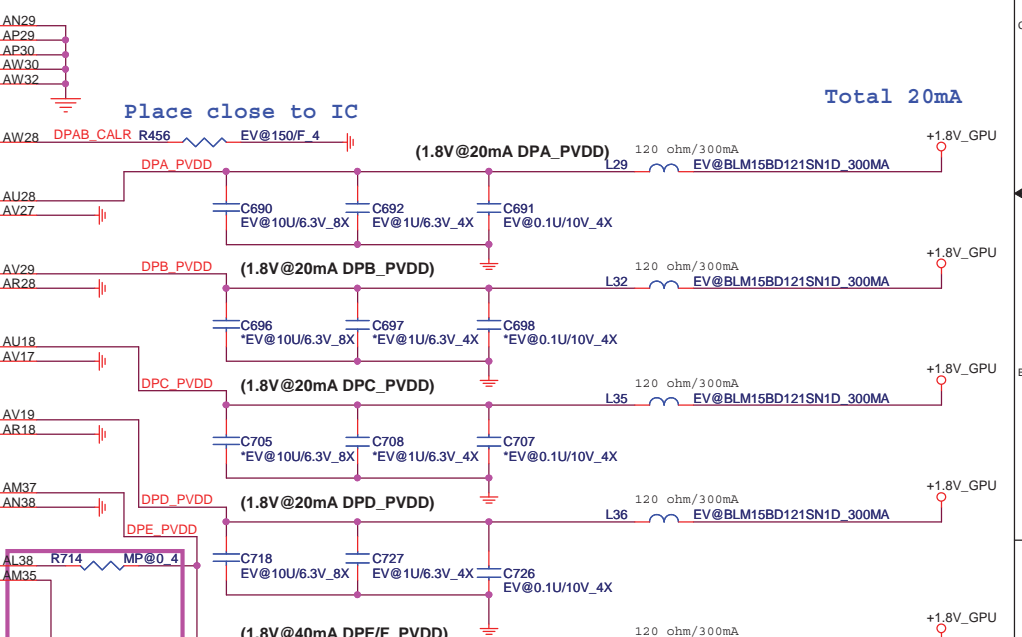 AN29
AP29
AP30
AW30
AW32
Place close to IC
Total 20mA
AW28 DPAB_CALR R456 EV@150/F_4
+1.8V_GPU
(1.8V@20mA DPA_PVDD)
120 ohm/300mA
DPA_PVDD
L29 EV@BLM15BD121SN1D_300MA
AU28
AV27
C690 C692 C691
EV@10U/6.3V_8X EV@1U/6.3V_4X EV@0.1U/10V_4X
+1.8V_GPU
AV29 DPB_PVDD (1.8V@20mA DPB_PVDD) 120 ohm/300mA
AR28 L32 EV@BLM15BD121SN1D_300MA
C696 C697 C698
*EV@10U/6.3V_8X *EV@1U/6.3V_4X *EV@0.1U/10V_4X
AU18
AV17
+1.8V_GPU
DPC_PVDD (1.8V@20mA DPC_PVDD) 120 ohm/300mA
L35 EV@BLM15BD121SN1D_300MA
AV19
AR18
C705 C708 C707
*EV@10U/6.3V_8X *EV@1U/6.3V_4X *EV@0.1U/10V_4X
+1.8V_GPU
AM37
AN38 DPD_PVDD (1.8V@20mA DPD_PVDD) 120 ohm/300mA
L36 EV@BLM15BD121SN1D_300MA
DPE_PVDD
AL38 R714 MP@0_4
C718 C727 C726
EV@10U/6.3V_8X EV@1U/6.3V_4X EV@0.1U/10V_4X
AM35
+1.8V_GPU
(1.8V@40mA DPE/F_PVDD) 120 ohm/300mA